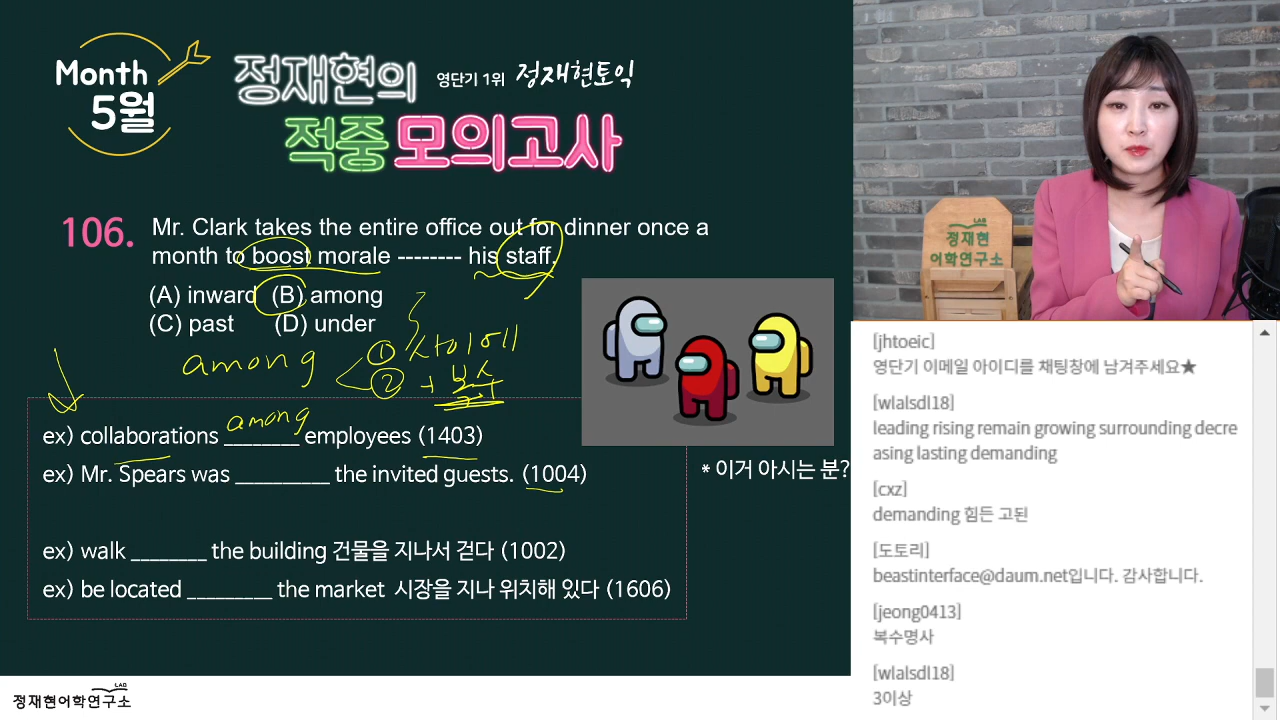 Month
5월
정재현의
영단기 1위 정재현토익
적중 모의고사
106. Mr. Clark takes the entire office out for dinner once a
month to boost morale -------- his staff.
(A) inward (B) among
(C) past (D) under
among ① 사이에
② + 복수
among
ex) collaborations ________ employees (1403)
ex) Mr. Spears was __________ the invited guests. (1004)
* 이거 아시는 분?
ex) walk ________ the building 건물을 지나서 걷다 (1002)
ex) be located _________ the market 시장을 지나 위치해 있다 (1606)
LAB
정재현어학연구소
LAB
정재현
어학연구소
[jhtoeic]
영단기 이메일 아이디를 채팅창에 남겨주세요★
[wlalsdl18]
leading rising remain growing surrounding decre
asing lasting demanding
[cxz]
demanding 힘든 고된
[도토리]
beastinterface@daum.net입니다. 감사합니다.
[jeong0413]
복수명사
[wlalsdl18]
3이상